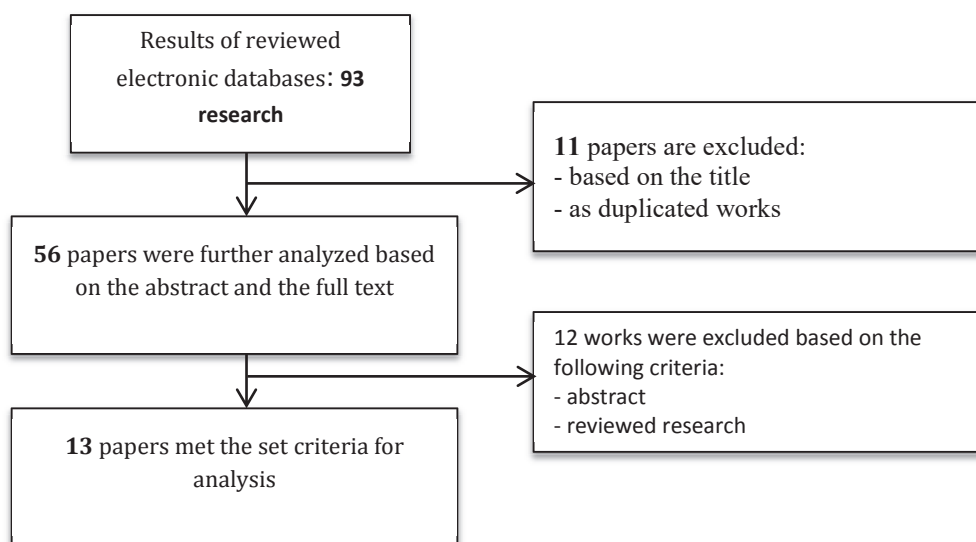 Results of reviewed
electronic databases: 93
research
11 papers are excluded:
- based on the title
- as duplicated works
56 papers were further analyzed based
on the abstract and the full text
12 works were excluded based on the
following criteria:
- abstract
- reviewed research
13 papers met the set criteria for
analysis